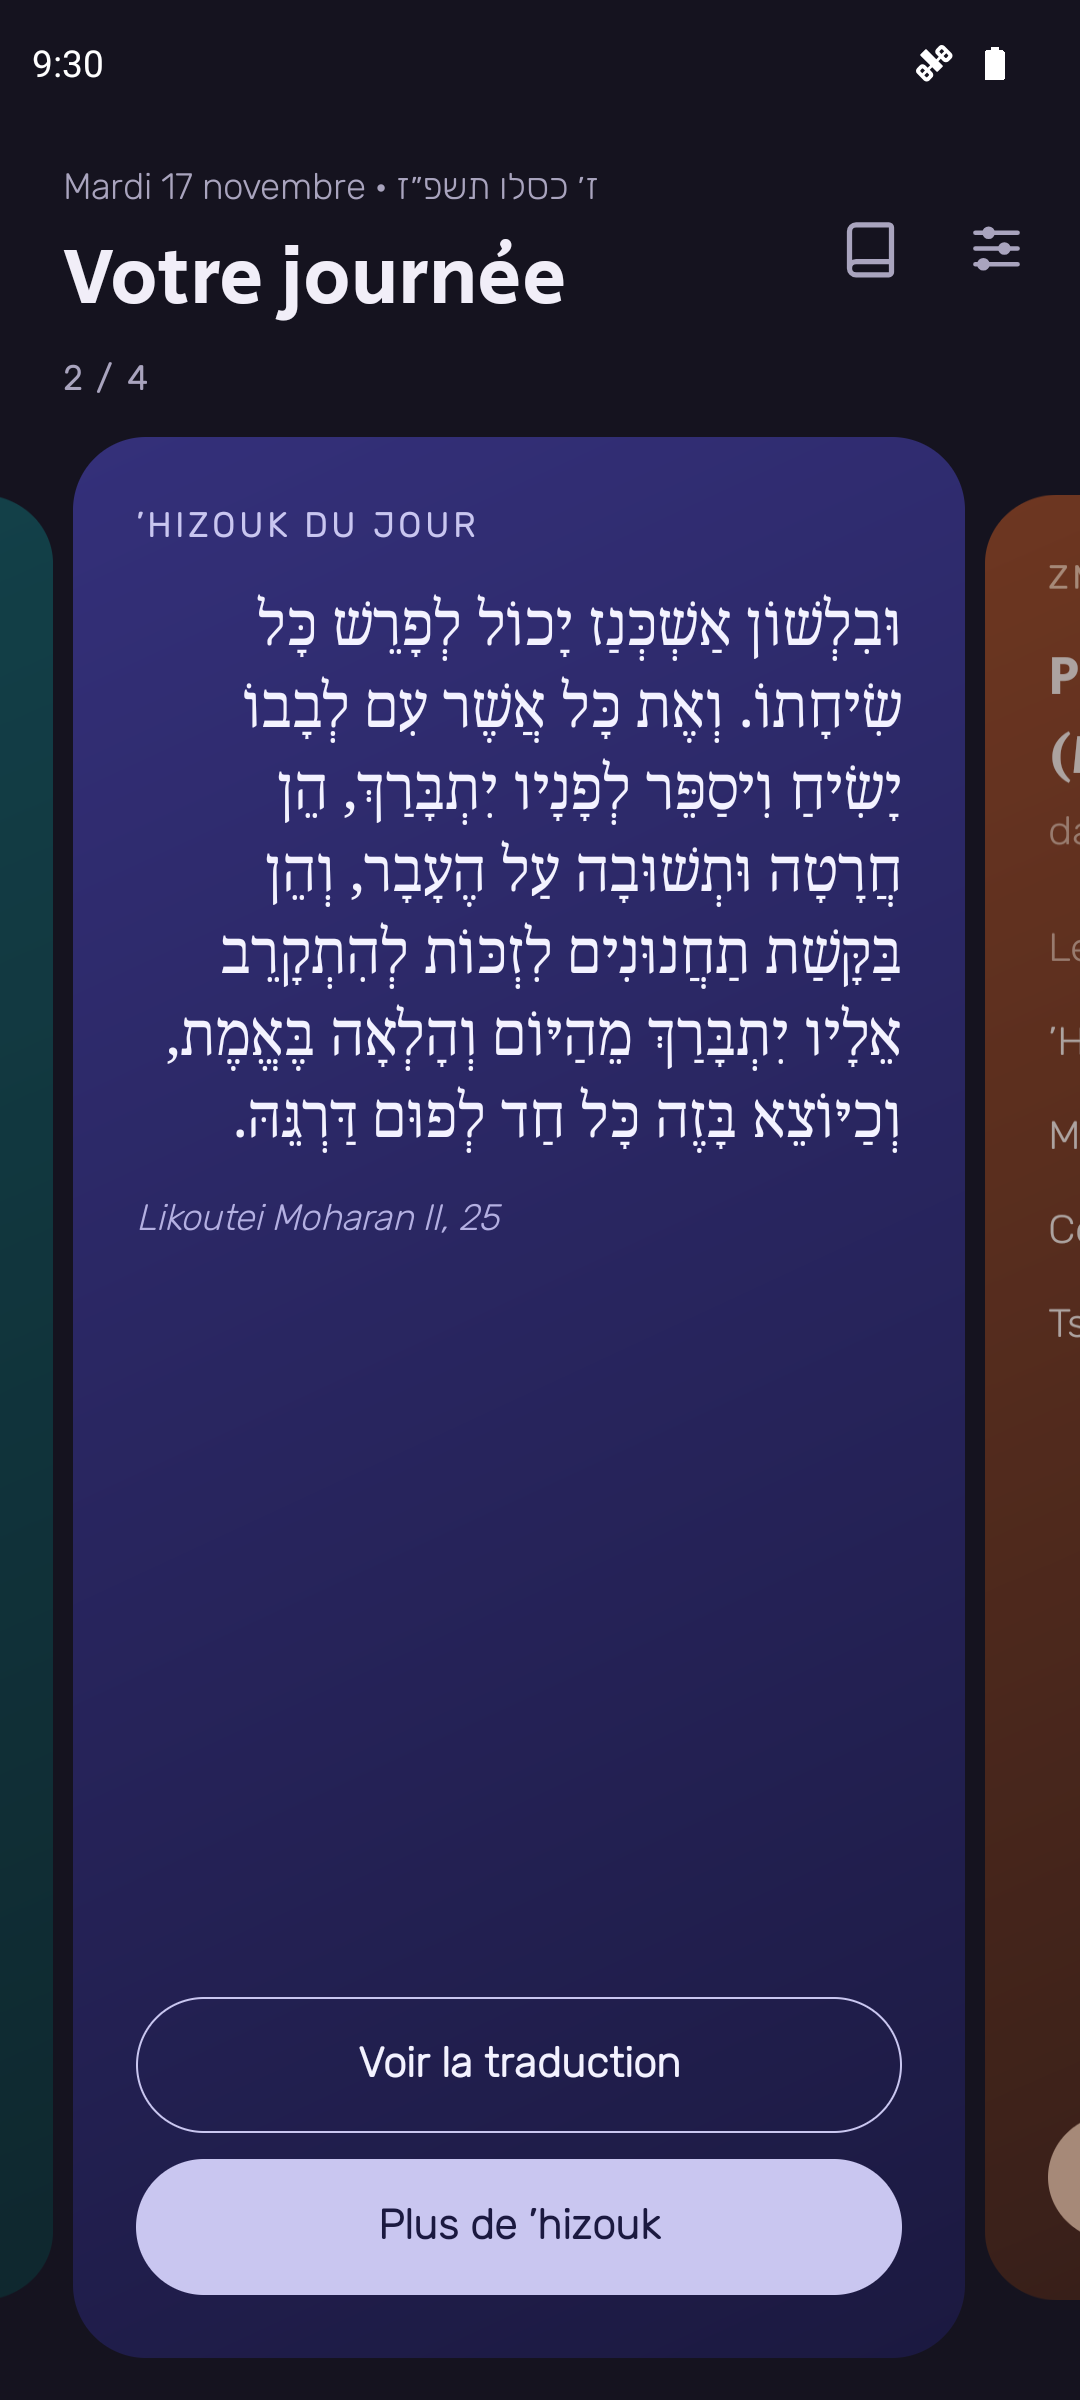 9:30
Mardi 17 novembre • ז׳ כסלו תשפ״ז
Votre journée
2 / 4
’HIZOUK DU JOUR
וּבִלְשׁוֹן אַשְׁכְּנַז יָכוֹל לְפָרֵשׁ כָּל
שִׂיחָתוֹ. וְאֶת כָּל אֲשֶׁר עִם לְבָבוֹ
יָשִׂיחַ וִיסַפֵּר לְפָנָיו יִתְבָּרַךְ, הֵן
חֲרָטָה וּתְשׁוּבָה עַל הֶעָבָר, וְהֵן
בַּקָּשַׁת תַּחֲנוּנִים לִזְכּוֹת לְהִתְקָרֵב
אֵלָיו יִתְבָּרַךְ מֵהַיּוֹם וְהָלְאָה בֶּאֱמֶת,
וְכַיּוֹצֵא בָּזֶה כָּל חַד לְפוּם דַּרְגֵּהּ.
Likoutei Moharan II, 25
Voir la traduction
Plus de ’hizouk